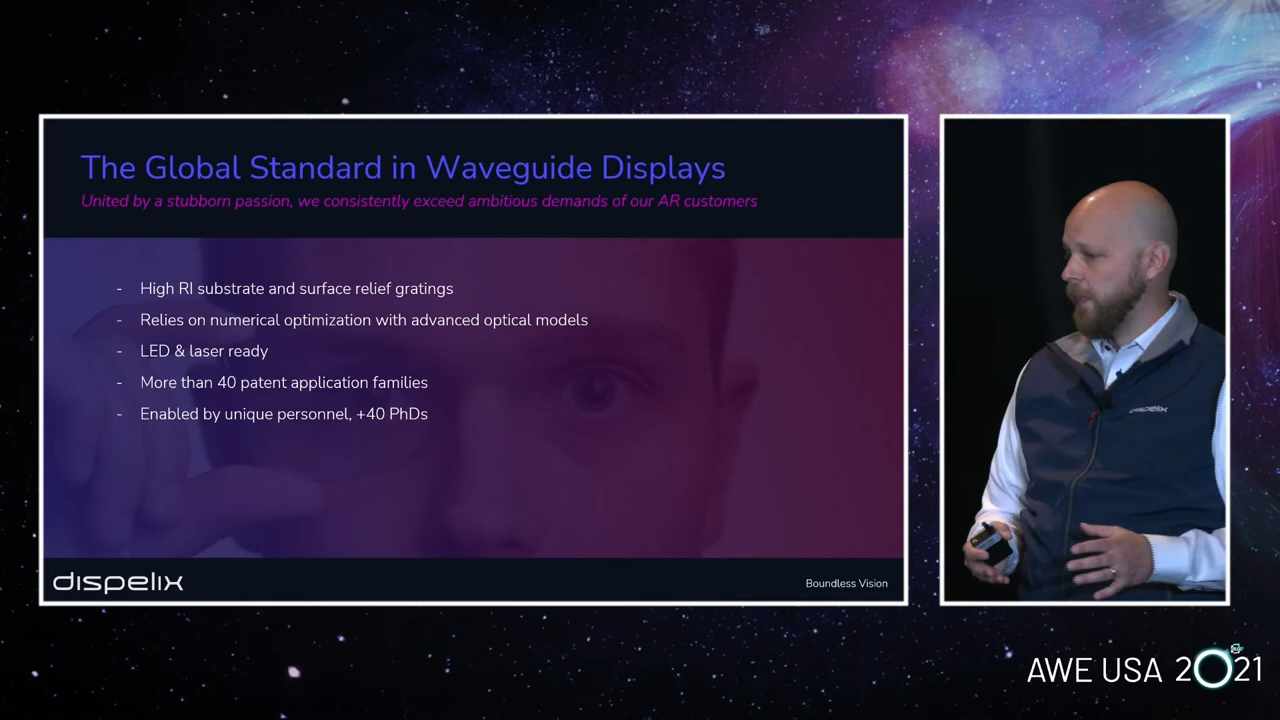 The Global Standard in Waveguide Displays
United by a stubborn passion, we consistently exceed ambitious demands of our AR customers
- High RI substrate and surface relief gratings
- Relies on numerical optimization with advanced optical models
- LED & laser ready
- More than 40 patent application families
- Enabled by unique personnel, +40 PhDs
dispelix
Boundless Vision
dispelix
AWE USA 2021